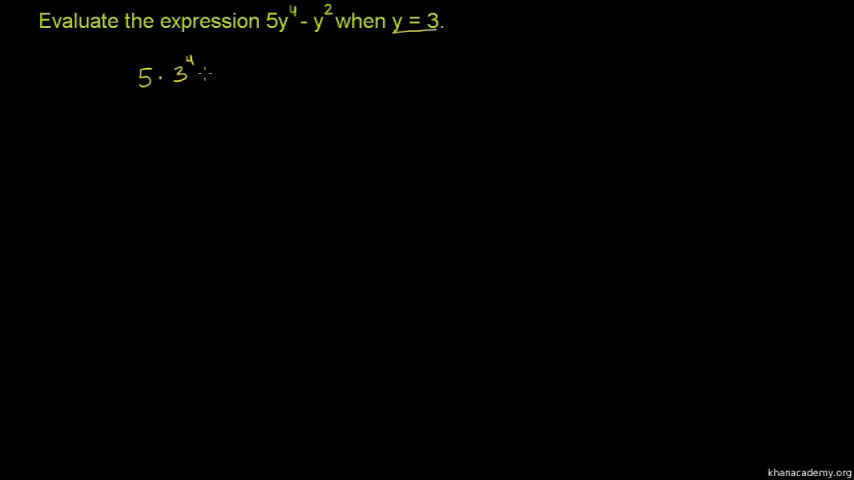 Evaluate the expression 5y⁴ - y² when y = 3.
5 · 3⁴ -
khanacademy.org